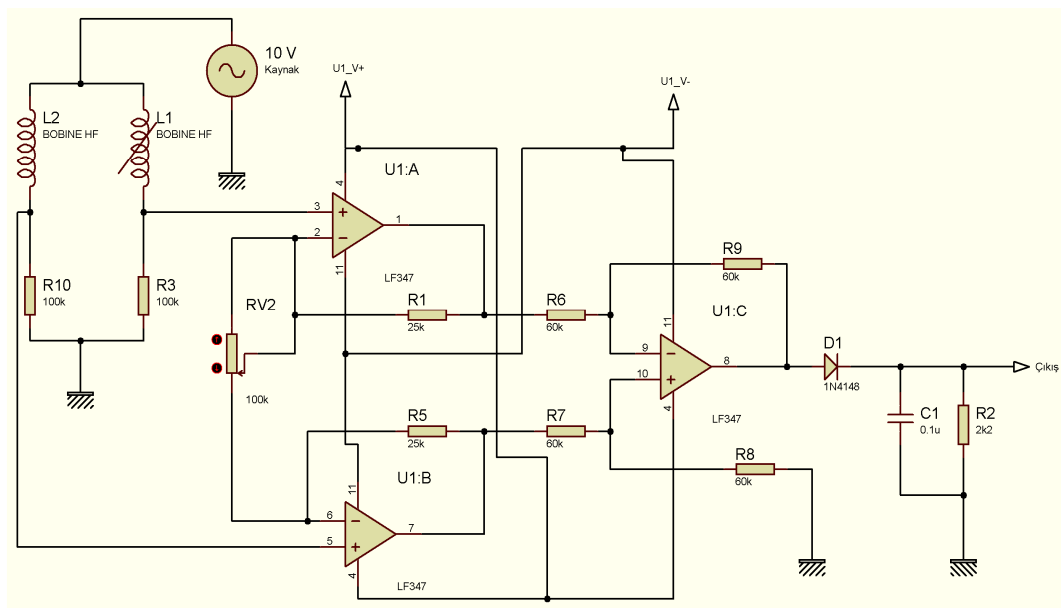 10 V
Kaynak
U1_V+
U1_V-
L2
BOBINE HF
L1
BOBINE HF
U1:A
4
3
2
1
11
LF347
R10
100k
R3
100k
RV2
100k
R1
25k
R6
60k
R9
60k
U1:C
11
9
10
8
4
LF347
D1
1N4148
Çıkış
C1
0.1u
R2
2k2
R5
25k
R7
60k
R8
60k
U1:B
11
6
5
7
4
LF347